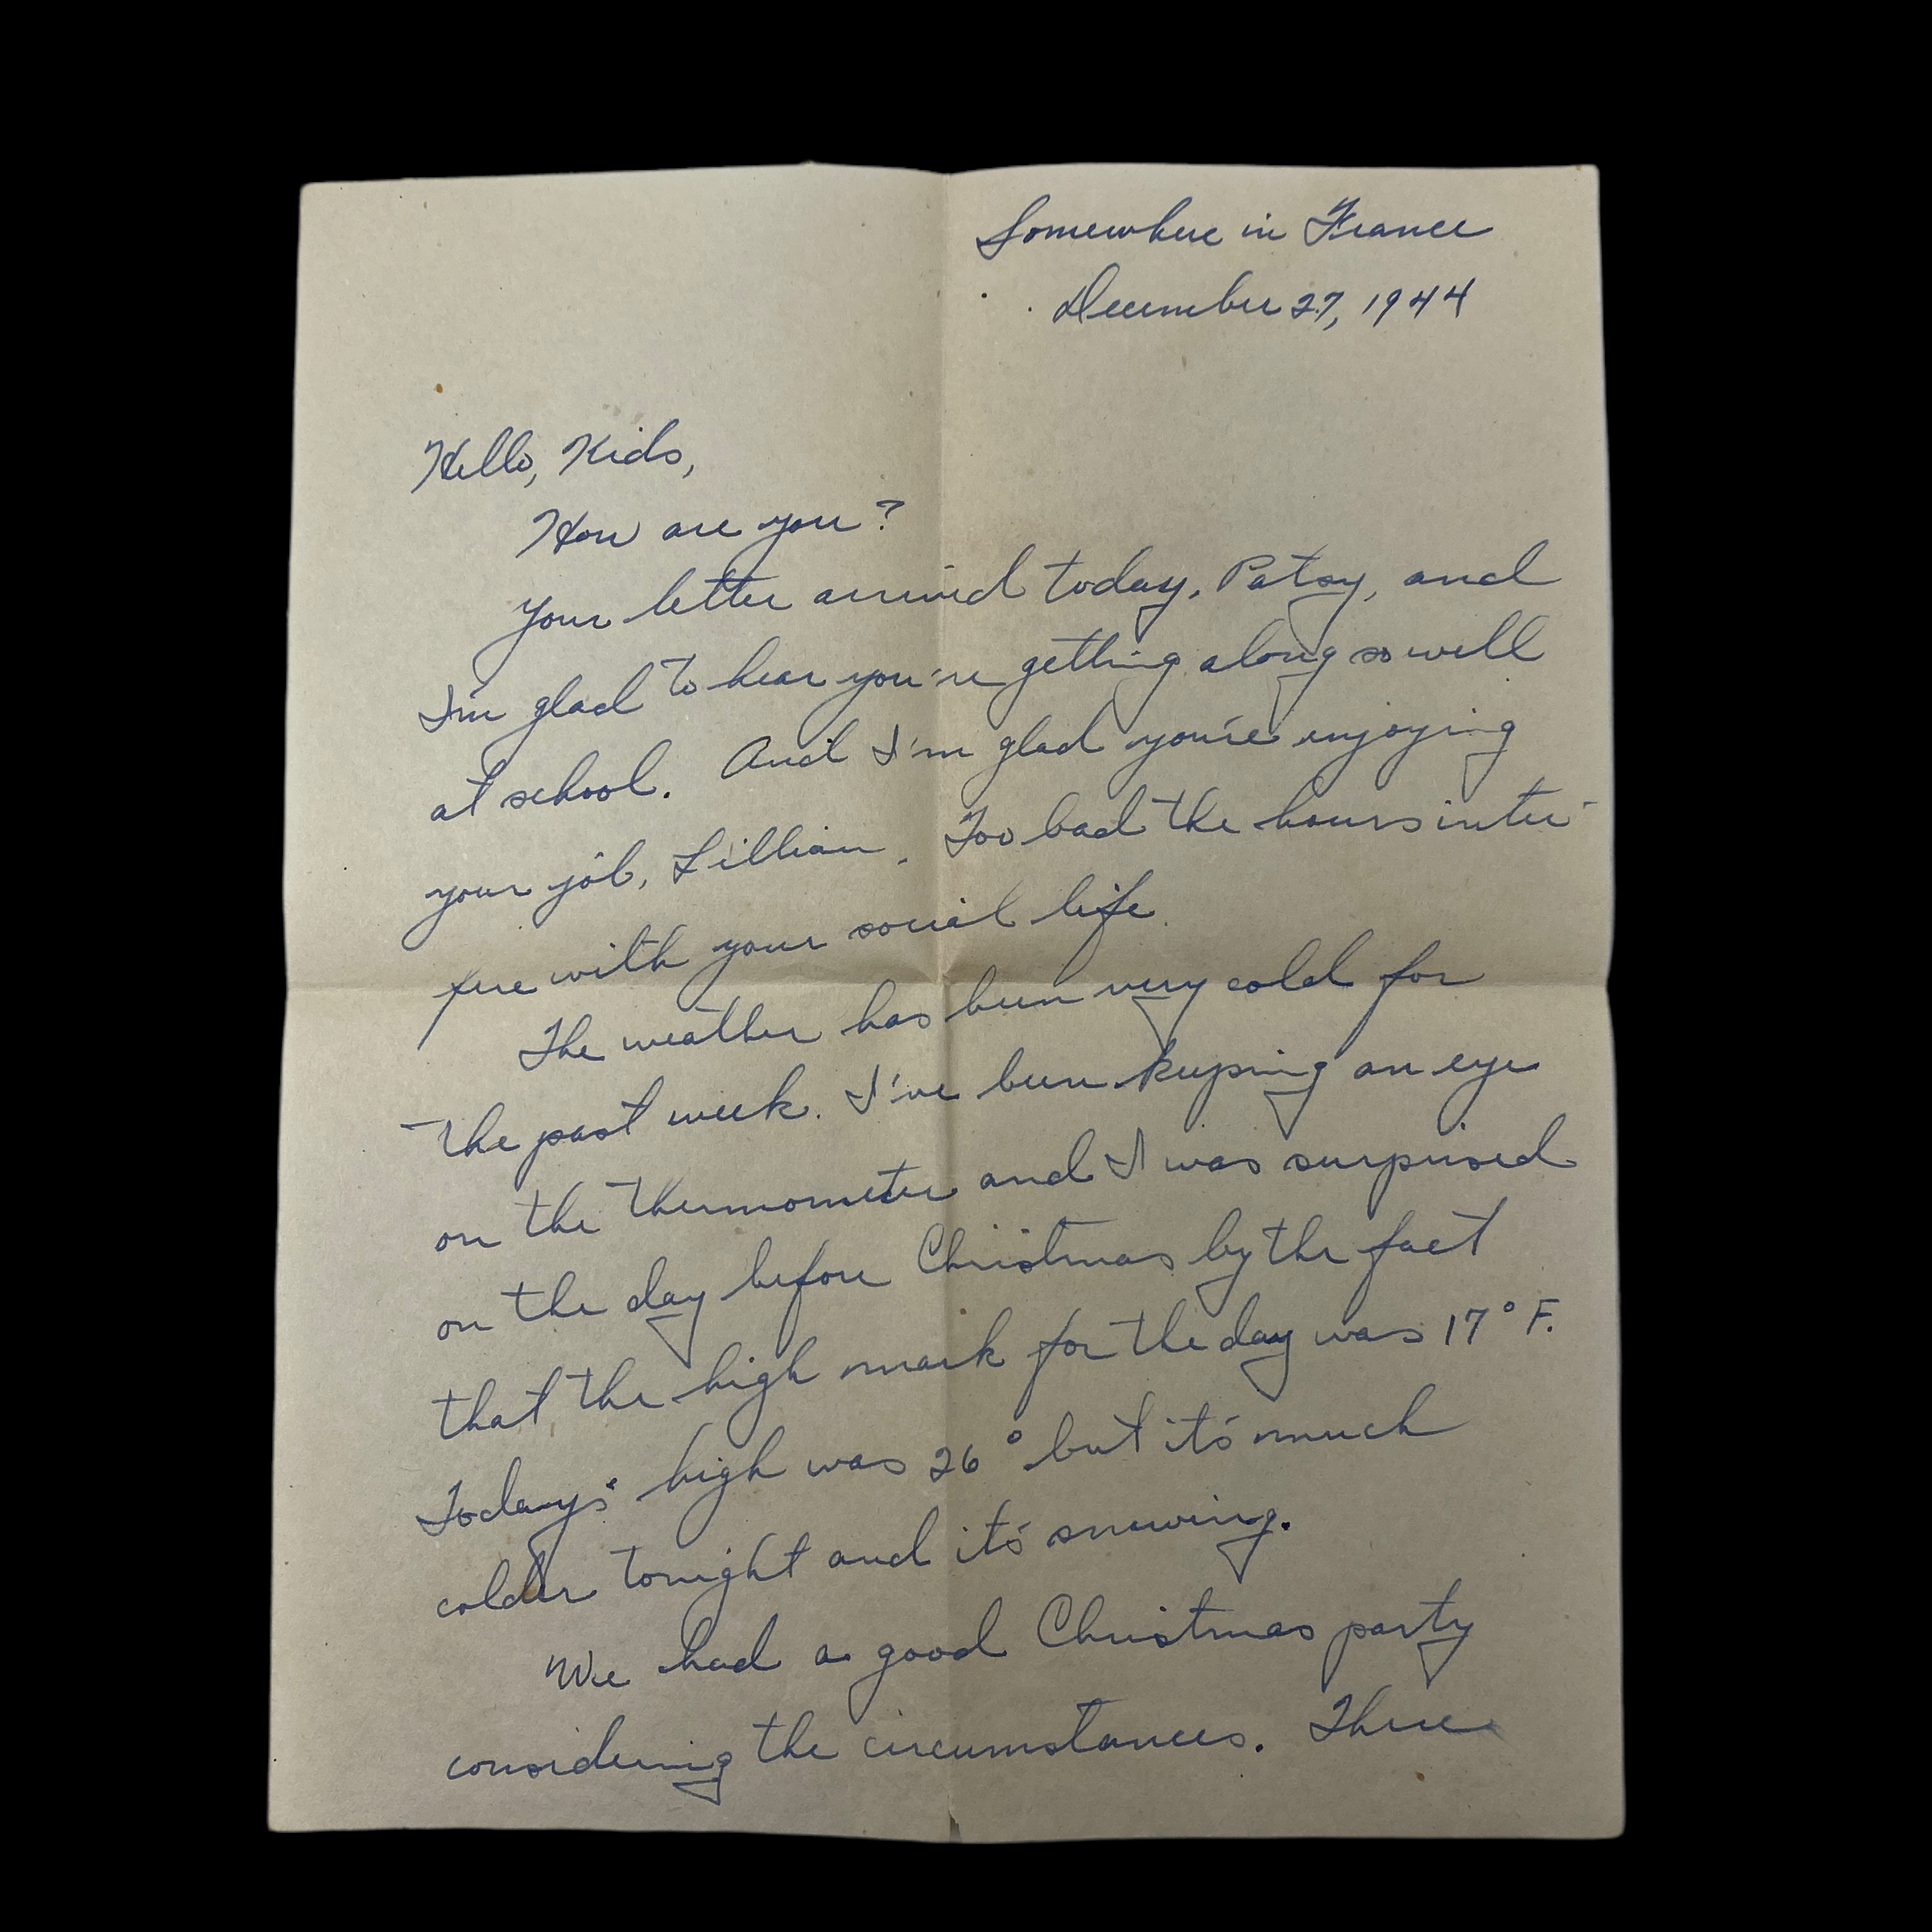 Somewhere in France
December 27, 1944
Hello, Kids,
How are you?
Your letter arrived today, Patsy, and
I'm glad to hear you're getting along so well
at school. And I'm glad you're enjoying
your job, Lillian. Too bad the hours inter-
fere with your social life.
The weather has been very cold for
the past week. I've been keeping an eye
on the thermometer and I was surprised
on the day before Christmas by the fact
that the high mark for the day was 17° F.
Todays' high was 26° but it's much
colder tonight and it's snowing.
We had a good Christmas party
considering the circumstances. Three